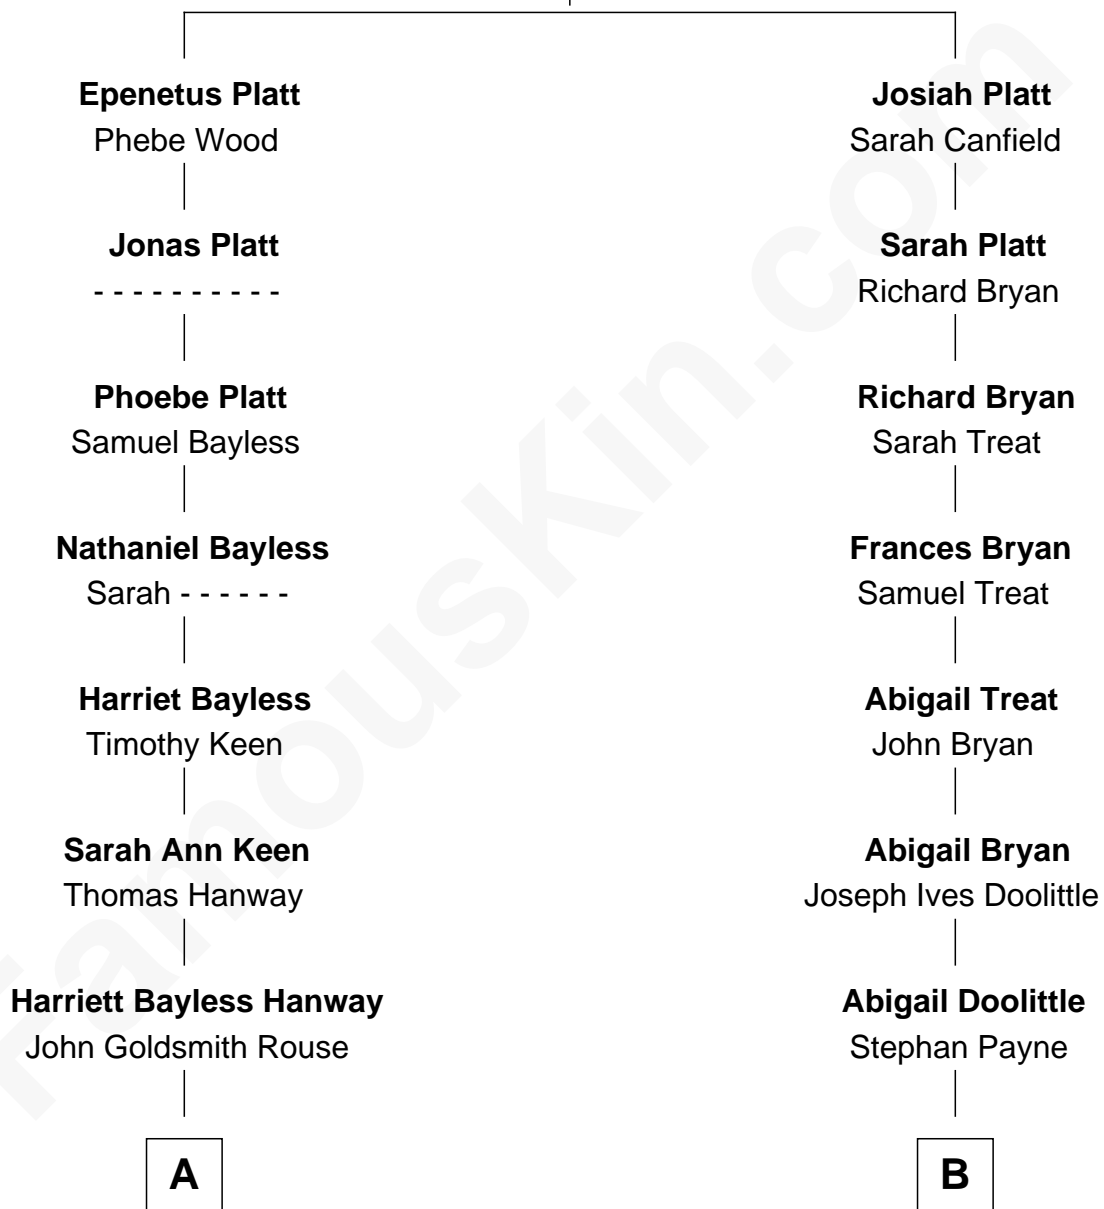 Epenetus Platt
Phebe Wood
Jonas Platt
- - - - - - - - - -
Phoebe Platt
Samuel Bayless
Nathaniel Bayless
Sarah - - - - - -
Harriet Bayless
Timothy Keen
Sarah Ann Keen
Thomas Hanway
Harriett Bayless Hanway
John Goldsmith Rouse
A
Josiah Platt
Sarah Canfield
Sarah Platt
Richard Bryan
Richard Bryan
Sarah Treat
Frances Bryan
Samuel Treat
Abigail Treat
John Bryan
Abigail Bryan
Joseph Ives Doolittle
Abigail Doolittle
Stephan Payne
B
FamousKin.com